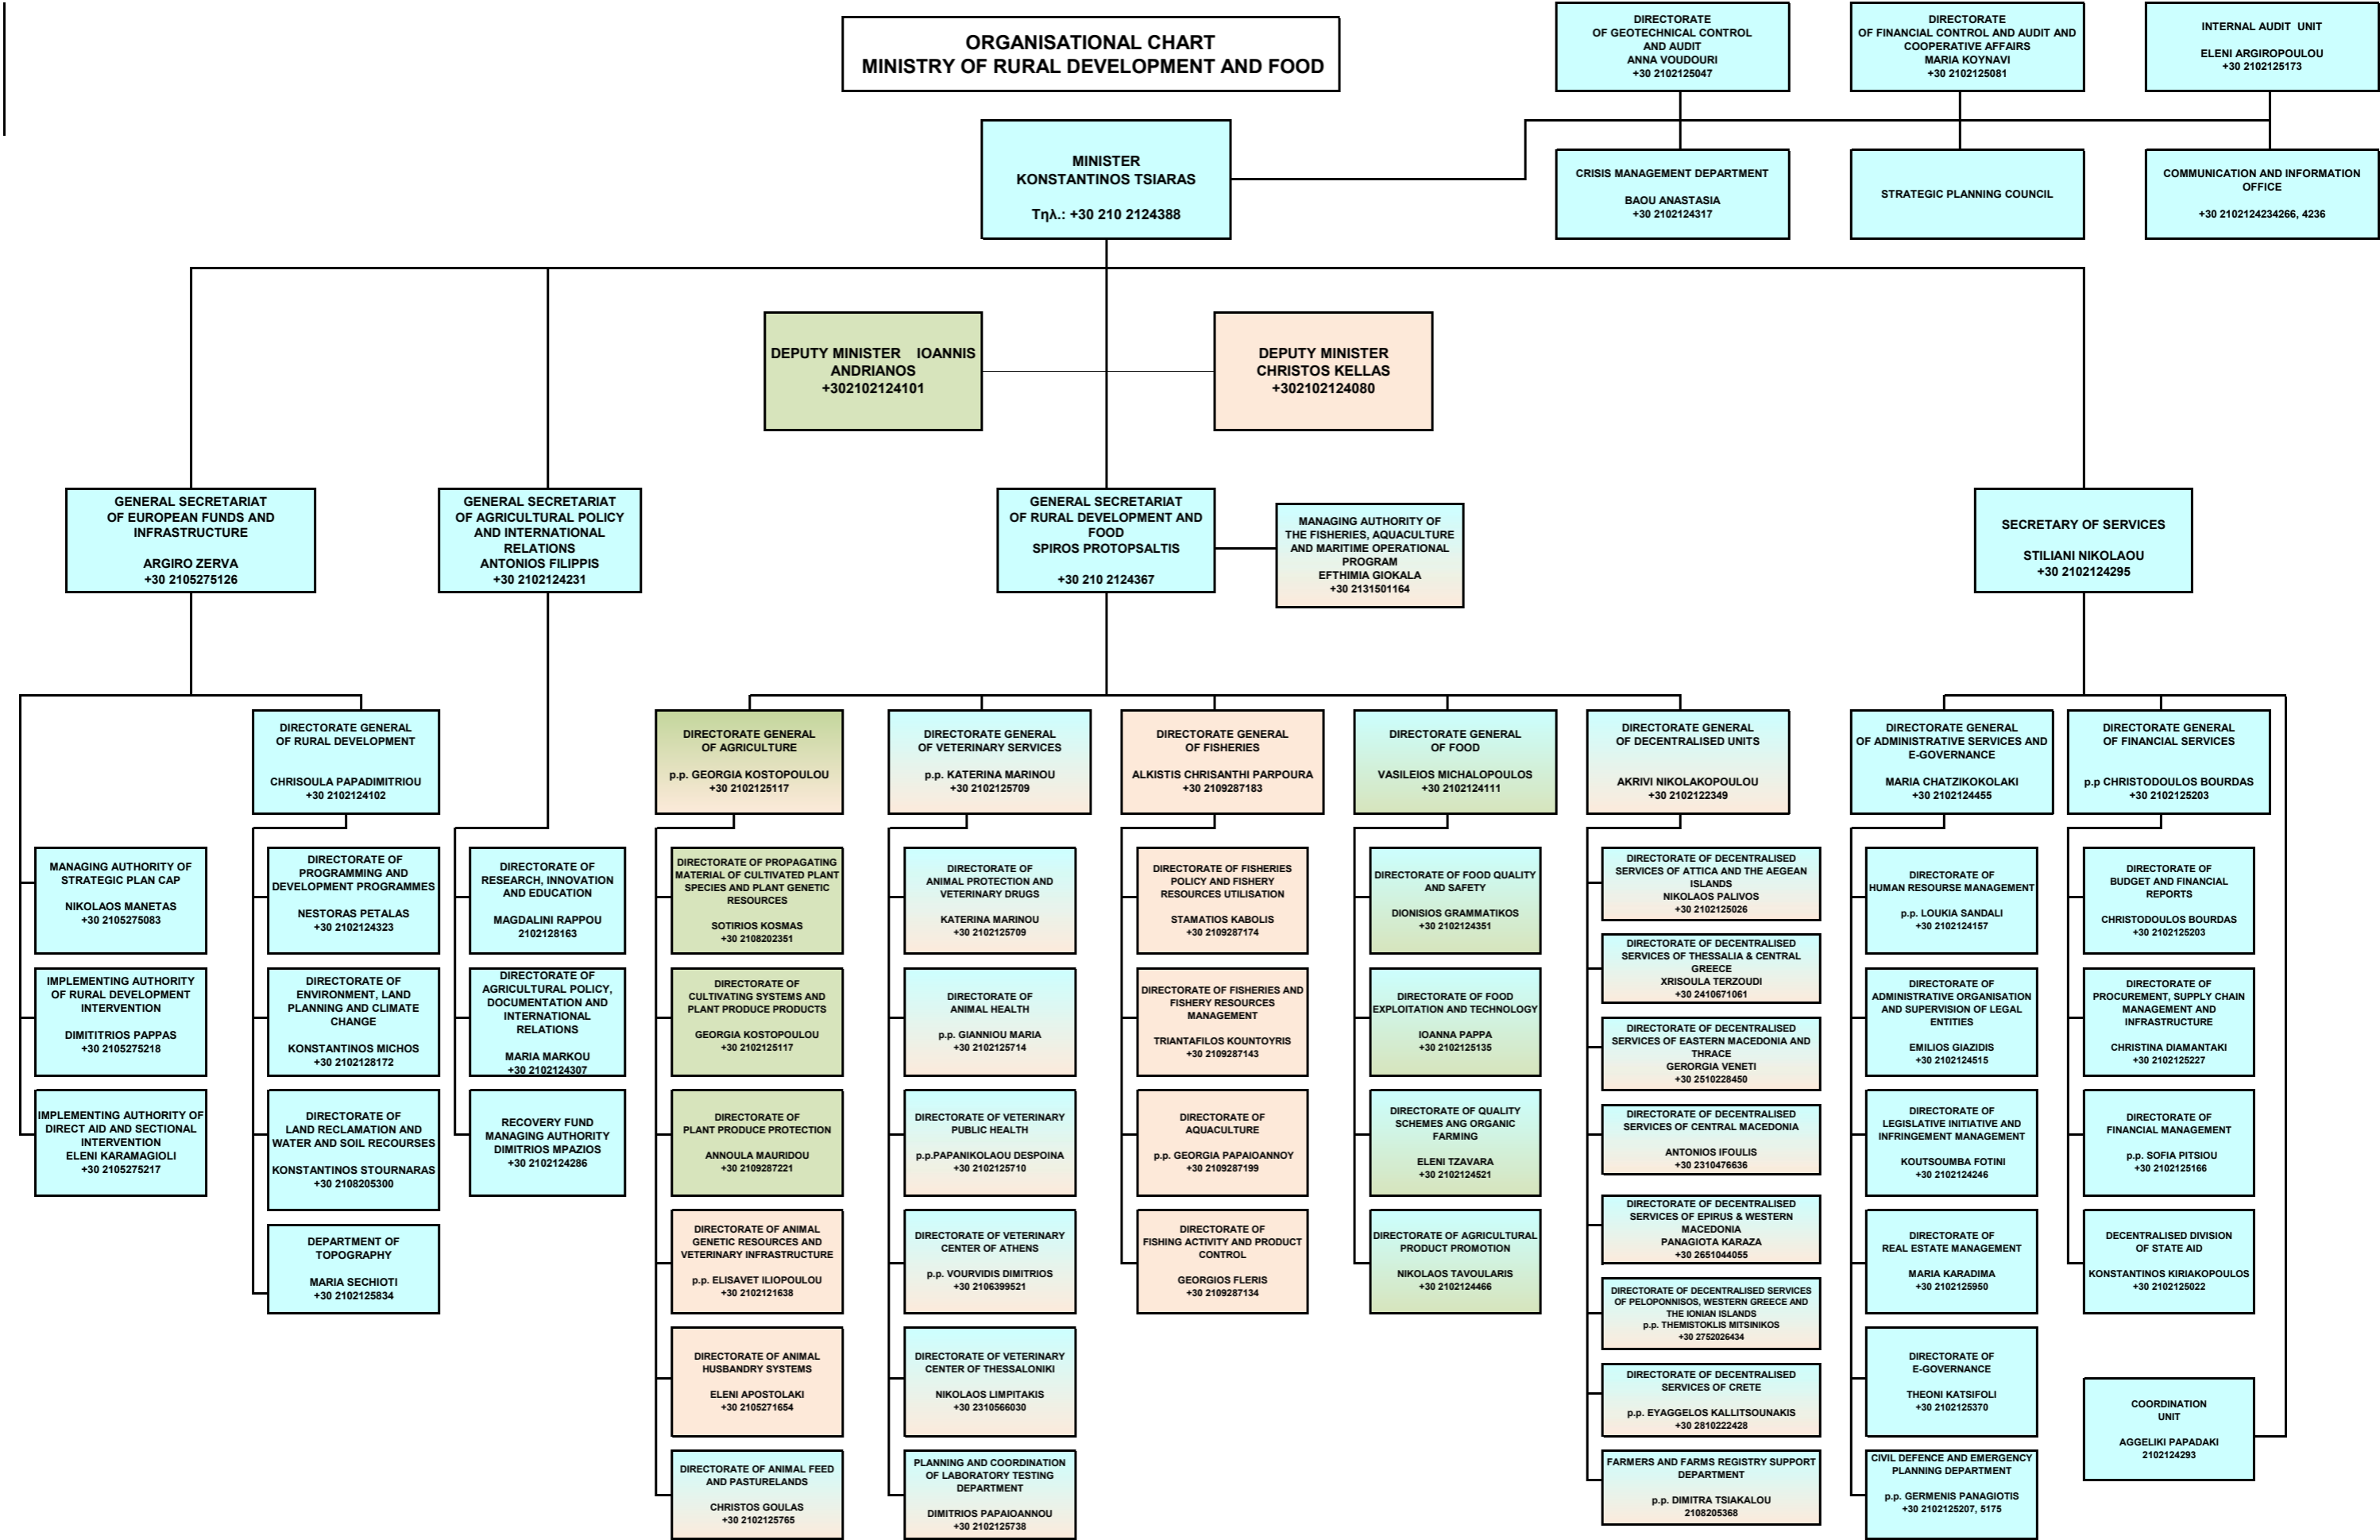 ORGANISATIONAL CHART
MINISTRY OF RURAL DEVELOPMENT AND FOOD
DIRECTORATE
OF GEOTECHNICAL CONTROL
AND AUDIT
ANNA VOUDOURI
+30 2102125047
DIRECTORATE
OF FINANCIAL CONTROL AND AUDIT AND
COOPERATIVE AFFAIRS
MARIA KOYNAVI
+30 2102125081
INTERNAL AUDIT UNIT
ELENI ARGIROPOULOU
+30 2102125173
MINISTER
KONSTANTINOS TSIARAS
Τηλ.: +30 210 2124388
CRISIS MANAGEMENT DEPARTMENT
BAOU ANASTASIA
+30 2102124317
STRATEGIC PLANNING COUNCIL
COMMUNICATION AND INFORMATION
OFFICE
+30 2102124234266, 4236
DEPUTY MINISTER IOANNIS
ANDRIANOS
+302102124101
DEPUTY MINISTER
CHRISTOS KELLAS
+302102124080
GENERAL SECRETARIAT
OF EUROPEAN FUNDS AND
INFRASTRUCTURE
ARGIRO ZERVA
+30 2105275126
GENERAL SECRETARIAT
OF AGRICULTURAL POLICY
AND INTERNATIONAL
RELATIONS
ANTONIOS FILIPPIS
+30 2102124231
GENERAL SECRETARIAT
OF RURAL DEVELOPMENT AND
FOOD
SPIROS PROTOPSALTIS
+30 210 2124367
MANAGING AUTHORITY OF
THE FISHERIES, AQUACULTURE
AND MARITIME OPERATIONAL
PROGRAM
EFTHIMIA GIOKALA
+30 2131501164
SECRETARY OF SERVICES
STILIANI NIKOLAOU
+30 2102124295
DIRECTORATE GENERAL
OF RURAL DEVELOPMENT
CHRISOULA PAPADIMITRIOU
+30 2102124102
DIRECTORATE GENERAL
OF AGRICULTURE
p.p. GEORGIA KOSTOPOULOU
+30 2102125117
DIRECTORATE GENERAL
OF VETERINARY SERVICES
p.p. KATERINA MARINOU
+30 2102125709
DIRECTORATE GENERAL
OF FISHERIES
ALKISTIS CHRISANTHI PARPOURA
+30 2109287183
DIRECTORATE GENERAL
OF FOOD
VASILEIOS MICHALOPOULOS
+30 2102124111
DIRECTORATE GENERAL
OF DECENTRALISED UNITS
AKRIVI NIKOLAKOPOULOU
+30 2102122349
DIRECTORATE GENERAL
OF ADMINISTRATIVE SERVICES AND
E-GOVERNANCE
MARIA CHATZIKOKOLAKI
+30 2102124455
DIRECTORATE GENERAL
OF FINANCIAL SERVICES
p.p CHRISTODOULOS BOURDAS
+30 2102125203
MANAGING AUTHORITY OF
STRATEGIC PLAN CAP
NIKOLAOS MANETAS
+30 2105275083
IMPLEMENTING AUTHORITY
OF RURAL DEVELOPMENT
INTERVENTION
DIMITITRIOS PAPPAS
+30 2105275218
IMPLEMENTING AUTHORITY OF
DIRECT AID AND SECTIONAL
INTERVENTION
ELENI KARAMAGIOLI
+30 2105275217
DIRECTORATE OF
PROGRAMMING AND
DEVELOPMENT PROGRAMMES
NESTORAS PETALAS
+30 2102124323
DIRECTORATE OF
ENVIRONMENT, LAND
PLANNING AND CLIMATE
CHANGE
KONSTANTINOS MICHOS
+30 2102128172
DIRECTORATE OF
LAND RECLAMATION AND
WATER AND SOIL RECOURSES
KONSTANTINOS STOURNARAS
+30 2108205300
DEPARTMENT OF
TOPOGRAPHY
MARIA SECHIOTI
+30 2102125834
DIRECTORATE OF
RESEARCH, INNOVATION
AND EDUCATION
MAGDALINI RAPPOU
2102128163
DIRECTORATE OF
AGRICULTURAL POLICY,
DOCUMENTATION AND
INTERNATIONAL
RELATIONS
MARIA MARKOU
+30 2102124307
RECOVERY FUND
MANAGING AUTHORITY
DIMITRIOS MPAZIOS
+30 2102124286
DIRECTORATE OF PROPAGATING
MATERIAL OF CULTIVATED PLANT
SPECIES AND PLANT GENETIC
RESOURCES
SOTIRIOS KOSMAS
+30 2108202351
DIRECTORATE OF
CULTIVATING SYSTEMS AND
PLANT PRODUCE PRODUCTS
GEORGIA KOSTOPOULOU
+30 2102125117
DIRECTORATE OF
PLANT PRODUCE PROTECTION
ANNOULA MAURIDOU
+30 2109287221
DIRECTORATE OF ANIMAL
GENETIC RESOURCES AND
VETERINARY INFRASTRUCTURE
p.p. ELISAVET ILIOPOULOU
+30 2102121638
DIRECTORATE OF ANIMAL
HUSBANDRY SYSTEMS
ELENI APOSTOLAKI
+30 2105271654
DIRECTORATE OF ANIMAL FEED
AND PASTURELANDS
CHRISTOS GOULAS
+30 2102125765
DIRECTORATE OF
ANIMAL PROTECTION AND
VETERINARY DRUGS
KATERINA MARINOU
+30 2102125709
DIRECTORATE OF
ANIMAL HEALTH
p.p. GIANNIOU MARIA
+30 2102125714
DIRECTORATE OF VETERINARY
PUBLIC HEALTH
p.p.PAPANIKOLAOU DESPOINA
+30 2102125710
DIRECTORATE OF VETERINARY
CENTER OF ATHENS
p.p. VOURVIDIS DIMITRIOS
+30 2106399521
DIRECTORATE OF VETERINARY
CENTER OF THESSALONIKI
NIKOLAOS LIMPITAKIS
+30 2310566030
PLANNING AND COORDINATION
OF LABORATORY TESTING
DEPARTMENT
DIMITRIOS PAPAIOANNOU
+30 2102125738
DIRECTORATE OF FISHERIES
POLICY AND FISHERY
RESOURCES UTILISATION
STAMATIOS KABOLIS
+30 2109287174
DIRECTORATE OF FISHERIES AND
FISHERY RESOURCES
MANAGEMENT
TRIANTAFILOS KOUNTOYRIS
+30 2109287143
DIRECTORATE OF
AQUACULTURE
p.p. GEORGIA PAPAIOANNOY
+30 2109287199
DIRECTORATE OF
FISHING ACTIVITY AND PRODUCT
CONTROL
GEORGIOS FLERIS
+30 2109287134
DIRECTORATE OF FOOD QUALITY
AND SAFETY
DIONISIOS GRAMMATIKOS
+30 2102124351
DIRECTORATE OF FOOD
EXPLOITATION AND TECHNOLOGY
IOANNA PAPPA
+30 2102125135
DIRECTORATE OF QUALITY
SCHEMES ANG ORGANIC
FARMING
ELENI TZAVARA
+30 2102124521
DIRECTORATE OF AGRICULTURAL
PRODUCT PROMOTION
NIKOLAOS TAVOULARIS
+30 2102124466
DIRECTORATE OF DECENTRALISED
SERVICES OF ATTICA AND THE AEGEAN
ISLANDS
NIKOLAOS PALIVOS
+30 2102125026
DIRECTORATE OF DECENTRALISED
SERVICES OF THESSALIA & CENTRAL
GREECE
XRISOULA TERZOUDI
+30 2410671061
DIRECTORATE OF DECENTRALISED
SERVICES OF EASTERN MACEDONIA AND
THRACE
GERORGIA VENETI
+30 2510228450
DIRECTORATE OF DECENTRALISED
SERVICES OF CENTRAL MACEDONIA
ANTONIOS IFOULIS
+30 2310476636
DIRECTORATE OF DECENTRALISED
SERVICES OF EPIRUS & WESTERN
MACEDONIA
PANAGIOTA KARAZA
+30 2651044055
DIRECTORATE OF DECENTRALISED SERVICES
OF PELOPONNISOS, WESTERN GREECE AND
THE IONIAN ISLANDS
p.p. THEMISTOKLIS MITSINIKOS
+30 2752026434
DIRECTORATE OF DECENTRALISED
SERVICES OF CRETE
p.p. EYAGGELOS KALLITSOUNAKIS
+30 2810222428
FARMERS AND FARMS REGISTRY SUPPORT
DEPARTMENT
p.p. DIMITRA TSIAKALOU
2108205368
DIRECTORATE OF
HUMAN RESOURSE MANAGEMENT
p.p. LOUKIA SANDALI
+30 2102124157
DIRECTORATE OF
ADMINISTRATIVE ORGANISATION
AND SUPERVISION OF LEGAL
ENTITIES
EMILIOS GIAZIDIS
+30 2102124515
DIRECTORATE OF
LEGISLATIVE INITIATIVE AND
INFRINGEMENT MANAGEMENT
KOUTSOUMBA FOTINI
+30 2102124246
DIRECTORATE OF
REAL ESTATE MANAGEMENT
MARIA KARADIMA
+30 2102125950
DIRECTORATE OF
E-GOVERNANCE
THEONI KATSIFOLI
+30 2102125370
CIVIL DEFENCE AND EMERGENCY
PLANNING DEPARTMENT
p.p. GERMENIS PANAGIOTIS
+30 2102125207, 5175
DIRECTORATE OF
BUDGET AND FINANCIAL
REPORTS
CHRISTODOULOS BOURDAS
+30 2102125203
DIRECTORATE OF
PROCUREMENT, SUPPLY CHAIN
MANAGEMENT AND
INFRASTRUCTURE
CHRISTINA DIAMANTAKI
+30 2102125227
DIRECTORATE OF
FINANCIAL MANAGEMENT
p.p. SOFIA PITSIOU
+30 2102125166
DECENTRALISED DIVISION
OF STATE AID
KONSTANTINOS KIRIAKOPOULOS
+30 2102125022
COORDINATION
UNIT
AGGELIKI PAPADAKI
2102124293